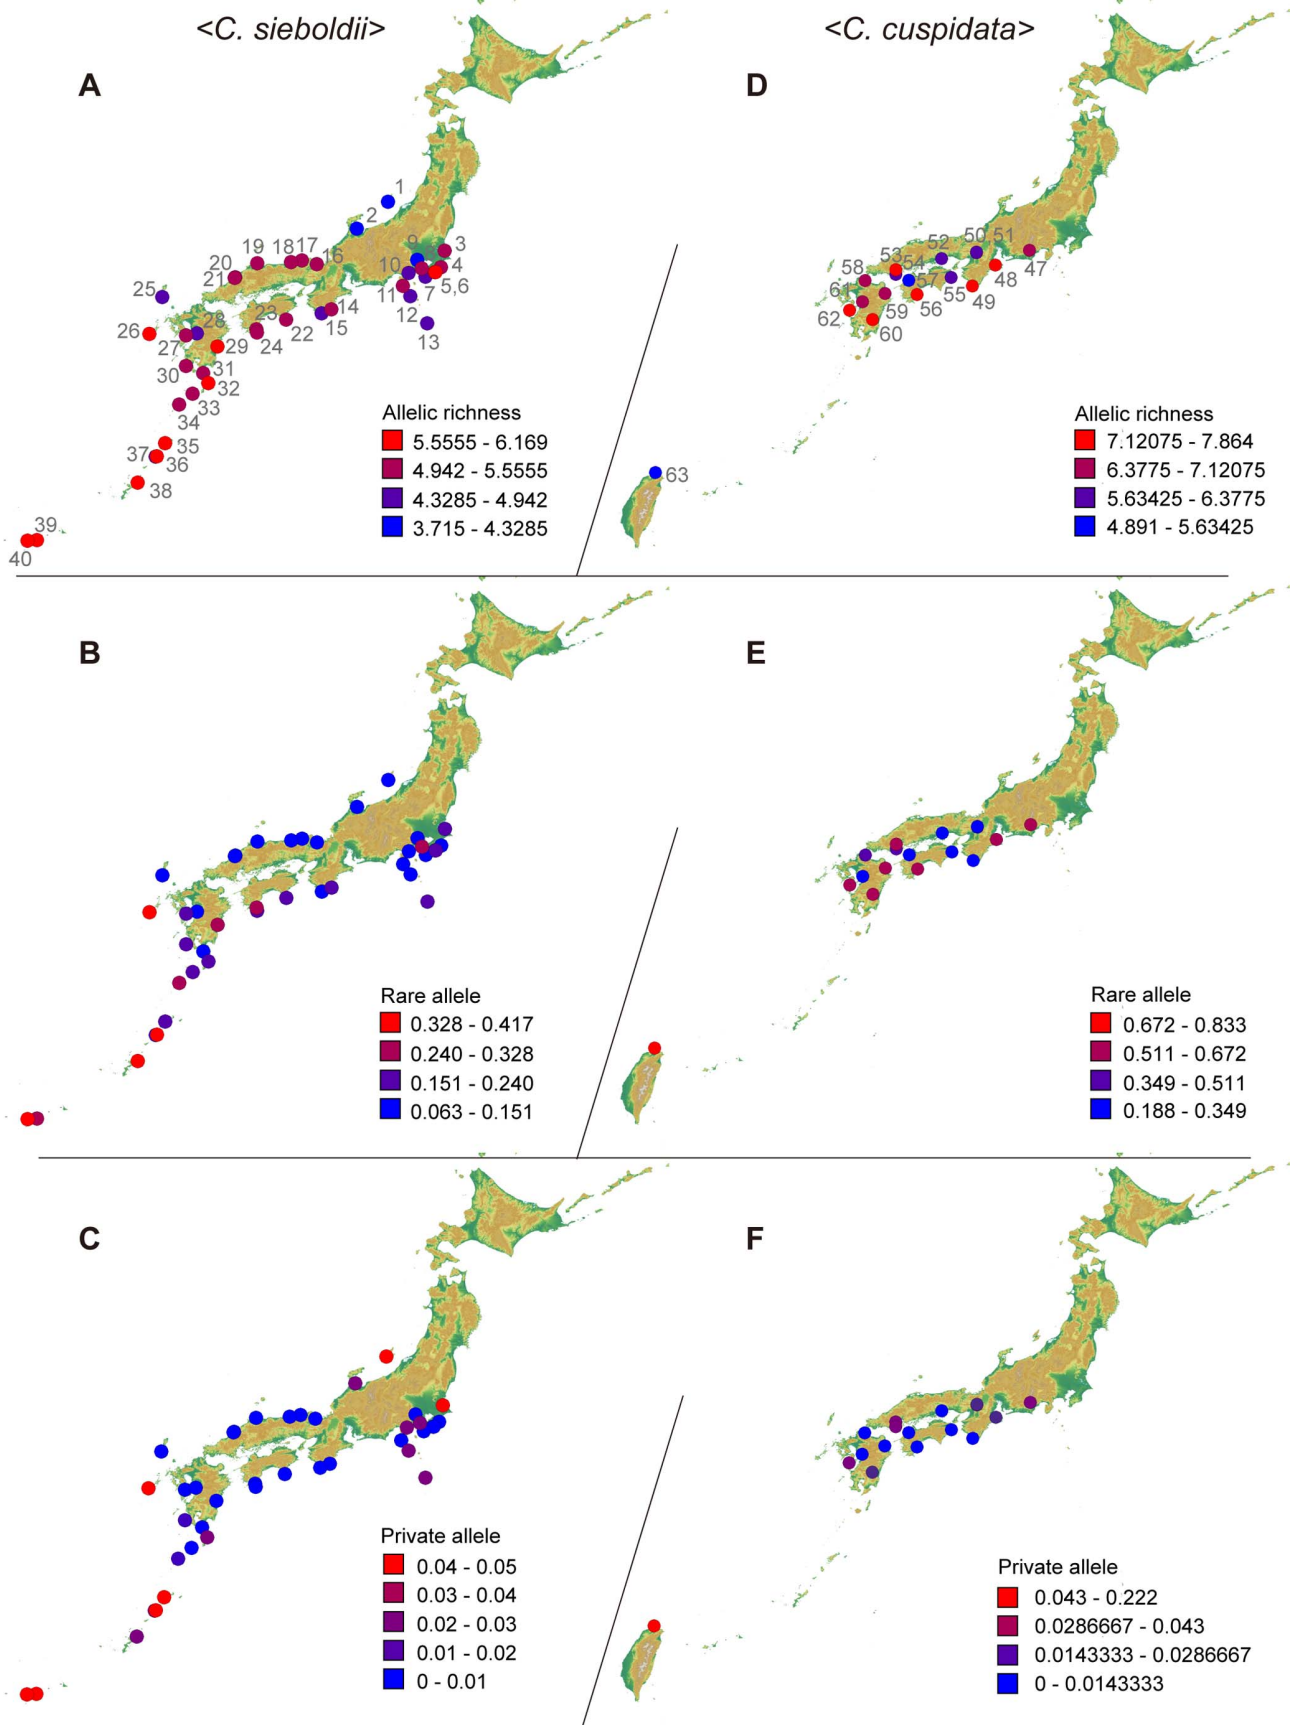 <C. sieboldii>
<C. cuspidata>
A
1
2
3
4
5,6
7
9
10
11
12
13
14
15
16
17
18
19
20
21
22
23
24
25
26
27
28
29
30
31
32
33
34
35
36
37
38
39
40
Allelic richness
5.5555 - 6.169
4.942 - 5.5555
4.3285 - 4.942
3.715 - 4.3285
D
47
48
49
50,51
52
53
54
55
56
57
58
59
60
61
62
63
Allelic richness
7.12075 - 7.864
6.3775 - 7.12075
5.63425 - 6.3775
4.891 - 5.63425
B
Rare allele
0.328 - 0.417
0.240 - 0.328
0.151 - 0.240
0.063 - 0.151
E
Rare allele
0.672 - 0.833
0.511 - 0.672
0.349 - 0.511
0.188 - 0.349
C
Private allele
0.04 - 0.05
0.03 - 0.04
0.02 - 0.03
0.01 - 0.02
0 - 0.01
F
Private allele
0.043 - 0.222
0.0286667 - 0.043
0.0143333 - 0.0286667
0 - 0.0143333